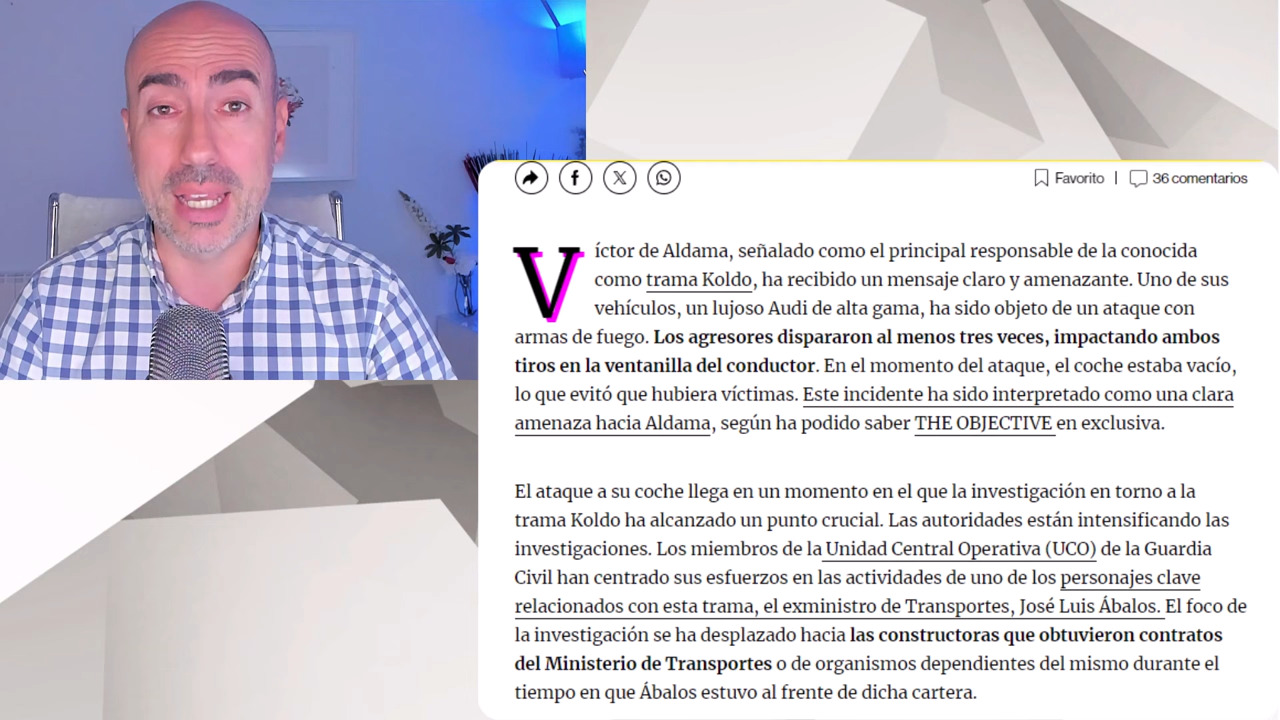 Favorito | 36 comentarios
Víctor de Aldama, señalado como el principal responsable de la conocida
como trama Koldo, ha recibido un mensaje claro y amenazante. Uno de sus
vehículos, un lujoso Audi de alta gama, ha sido objeto de un ataque con
armas de fuego. Los agresores dispararon al menos tres veces, impactando ambos
tiros en la ventanilla del conductor. En el momento del ataque, el coche estaba vacío,
lo que evitó que hubiera víctimas. Este incidente ha sido interpretado como una clara
amenaza hacia Aldama, según ha podido saber THE OBJECTIVE en exclusiva.
El ataque a su coche llega en un momento en el que la investigación en torno a la
trama Koldo ha alcanzado un punto crucial. Las autoridades están intensificando las
investigaciones. Los miembros de la Unidad Central Operativa (UCO) de la Guardia
Civil han centrado sus esfuerzos en las actividades de uno de los personajes clave
relacionados con esta trama, el exministro de Transportes, José Luis Ábalos. El foco de
la investigación se ha desplazado hacia las constructoras que obtuvieron contratos
del Ministerio de Transportes o de organismos dependientes del mismo durante el
tiempo en que Ábalos estuvo al frente de dicha cartera.